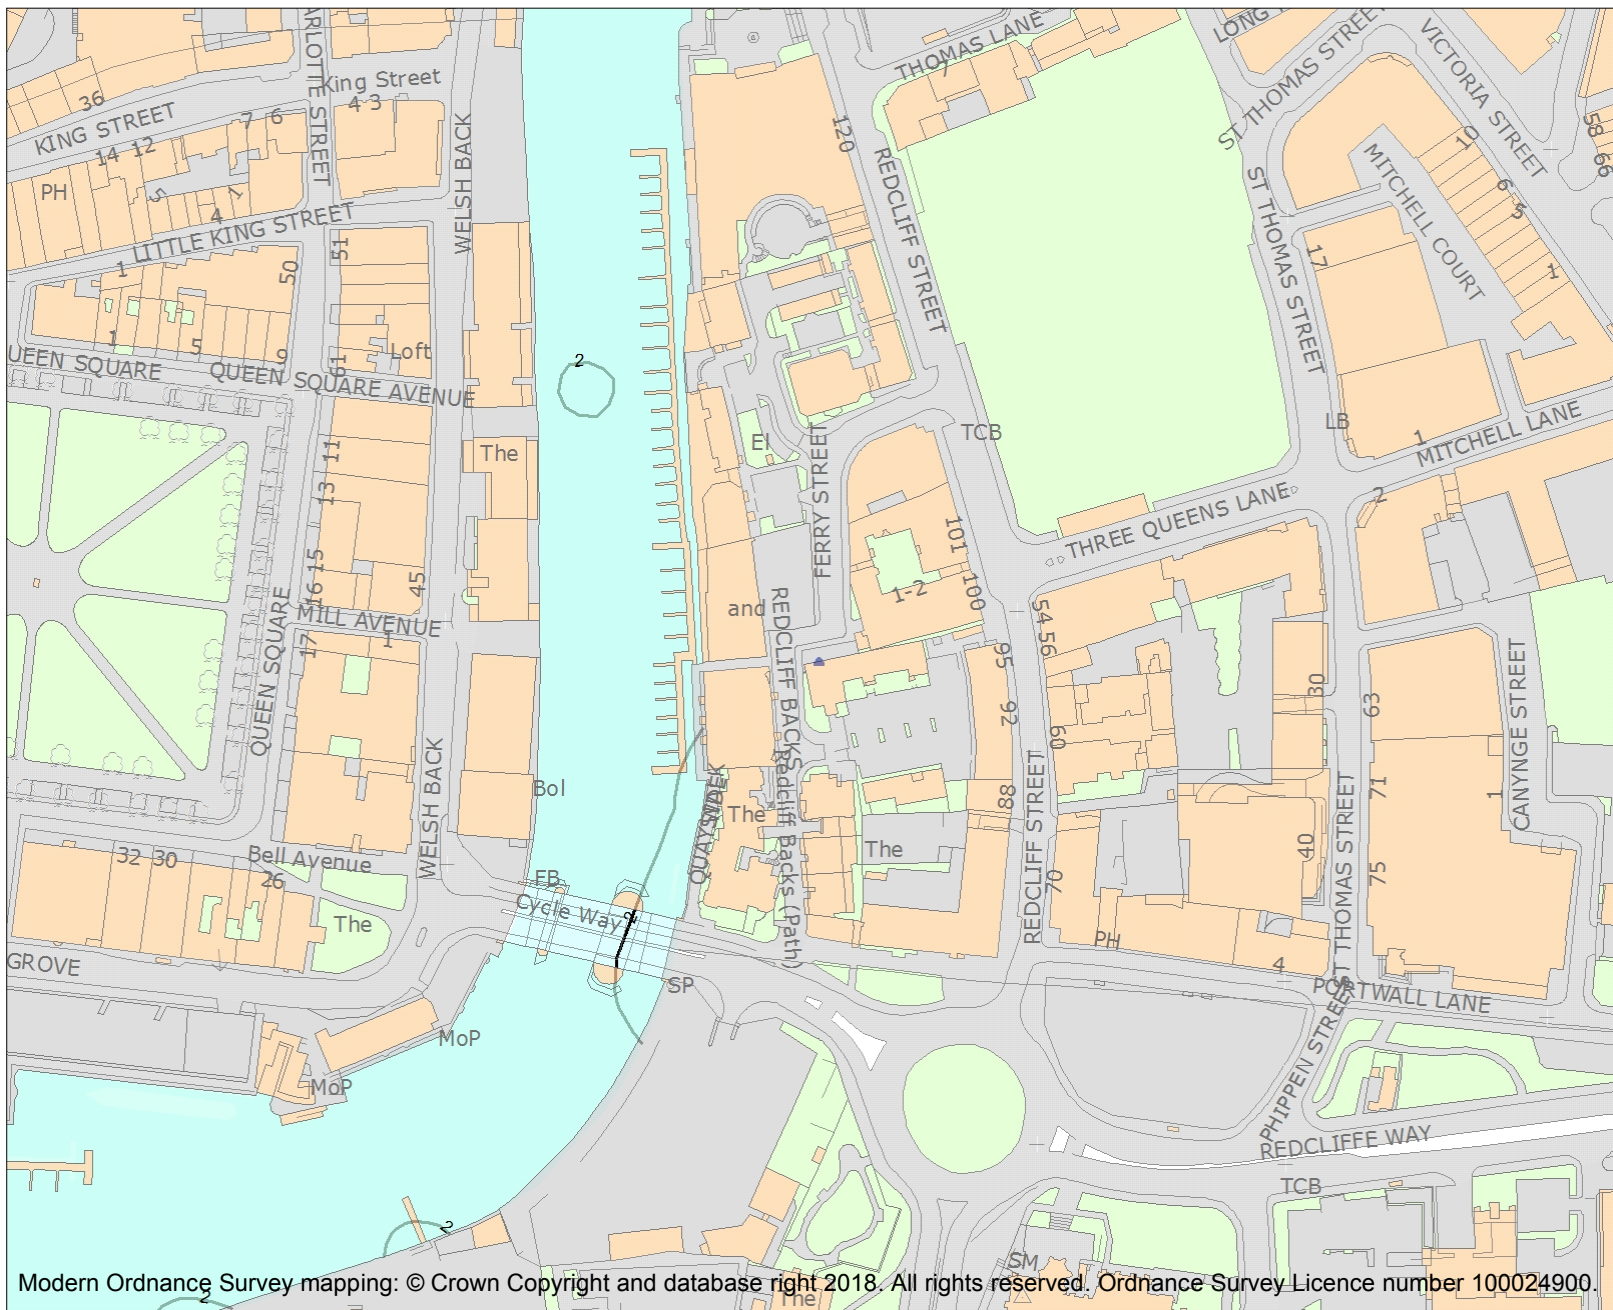 KING STREET
36
14 12
7 6
PH
5
4
1
LITTLE KING STREET
ARLOTTE STREET
King Street
4 3
WELSH BACK
51
50
1
1
5
9
61
Loft
UEEN SQUARE
QUEEN SQUARE AVENUE
11
13
16 15
45
The
MILL AVENUE
1
17
QUEEN SQUARE
WELSH BACK
Bol
32 30
Bell Avenue
26
The
GROVE
FB
Cycle Way
2
2
SP
MoP
MoP
2
2
THOMAS LANE
7
120
REDCLIFF STREET
LONG
ST THOMAS STREET
VICTORIA STREET
58
66
10
6
5
1
MITCHELL COURT
ST THOMAS STREET
17
LB
1
MITCHELL LANE
TCB
El
FERRY STREET
101
100
1-2
and
REDCLIFF BACKS
THREE QUEENS LANE
2
54 56
95
92
60
88
30
63
71
1
CANYNGE STREET
QUAYSIDE
The
Redcliff Backs (Path)
The
REDCLIFF STREET
70
40
75
ST THOMAS STREET
PH
4
PORTWALL LANE
PHIPPEN STREET
REDCLIFFE WAY
TCB
SM
The
Modern Ordnance Survey mapping: © Crown Copyright and database right 2018. All rights reserved. Ordnance Survey Licence number 100024900.